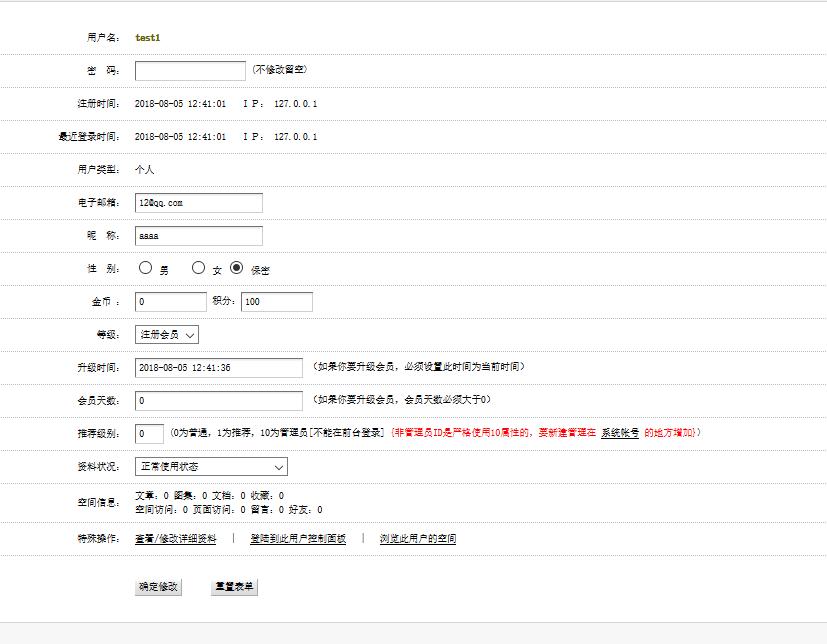 用户名： test1
密　码： (不修改留空)
注册时间： 2018-08-05 12:41:01 ＩＰ： 127.0.0.1
最近登录时间： 2018-08-05 12:41:01 ＩＰ： 127.0.0.1
用户类型： 个人
电子邮箱： 12@qq.com
昵　称： aaaa
性　别： 男 女 保密
金币 ： 0 积分： 100
等级： 注册会员
升级时间： 2018-08-05 12:41:36 （如果你要升级会员，必须设置此时间为当前时间）
会员天数： 0 （如果你要升级会员，会员天数必须大于0）
推荐级别： 0 (0为普通，1为推荐，10为管理员[不能在前台登录] {非管理员ID是严格使用10属性的，要新建管理在 系统帐号 的地方增加}）
资料状况： 正常使用状态
空间信息： 文章：0 图集：0 文档：0 收藏：0
空间访问：0 页面访问：0 留言：0 好友：0
特殊操作： 查看/修改详细资料 ｜ 登陆到此用户控制面板 ｜ 浏览此用户的空间
确定修改 重置表单